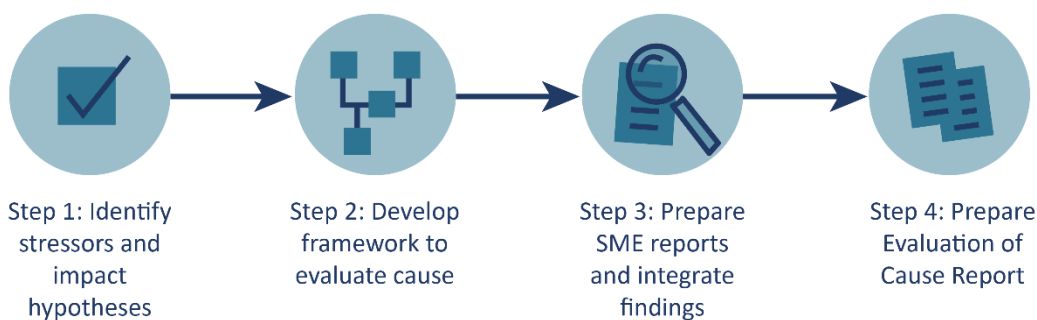 Step 1: Identify
stressors and
impact
hypotheses
Step 2: Develop
framework to
evaluate cause
Step 3: Prepare
SME reports
and integrate
findings
Step 4: Prepare
Evaluation of
Cause Report